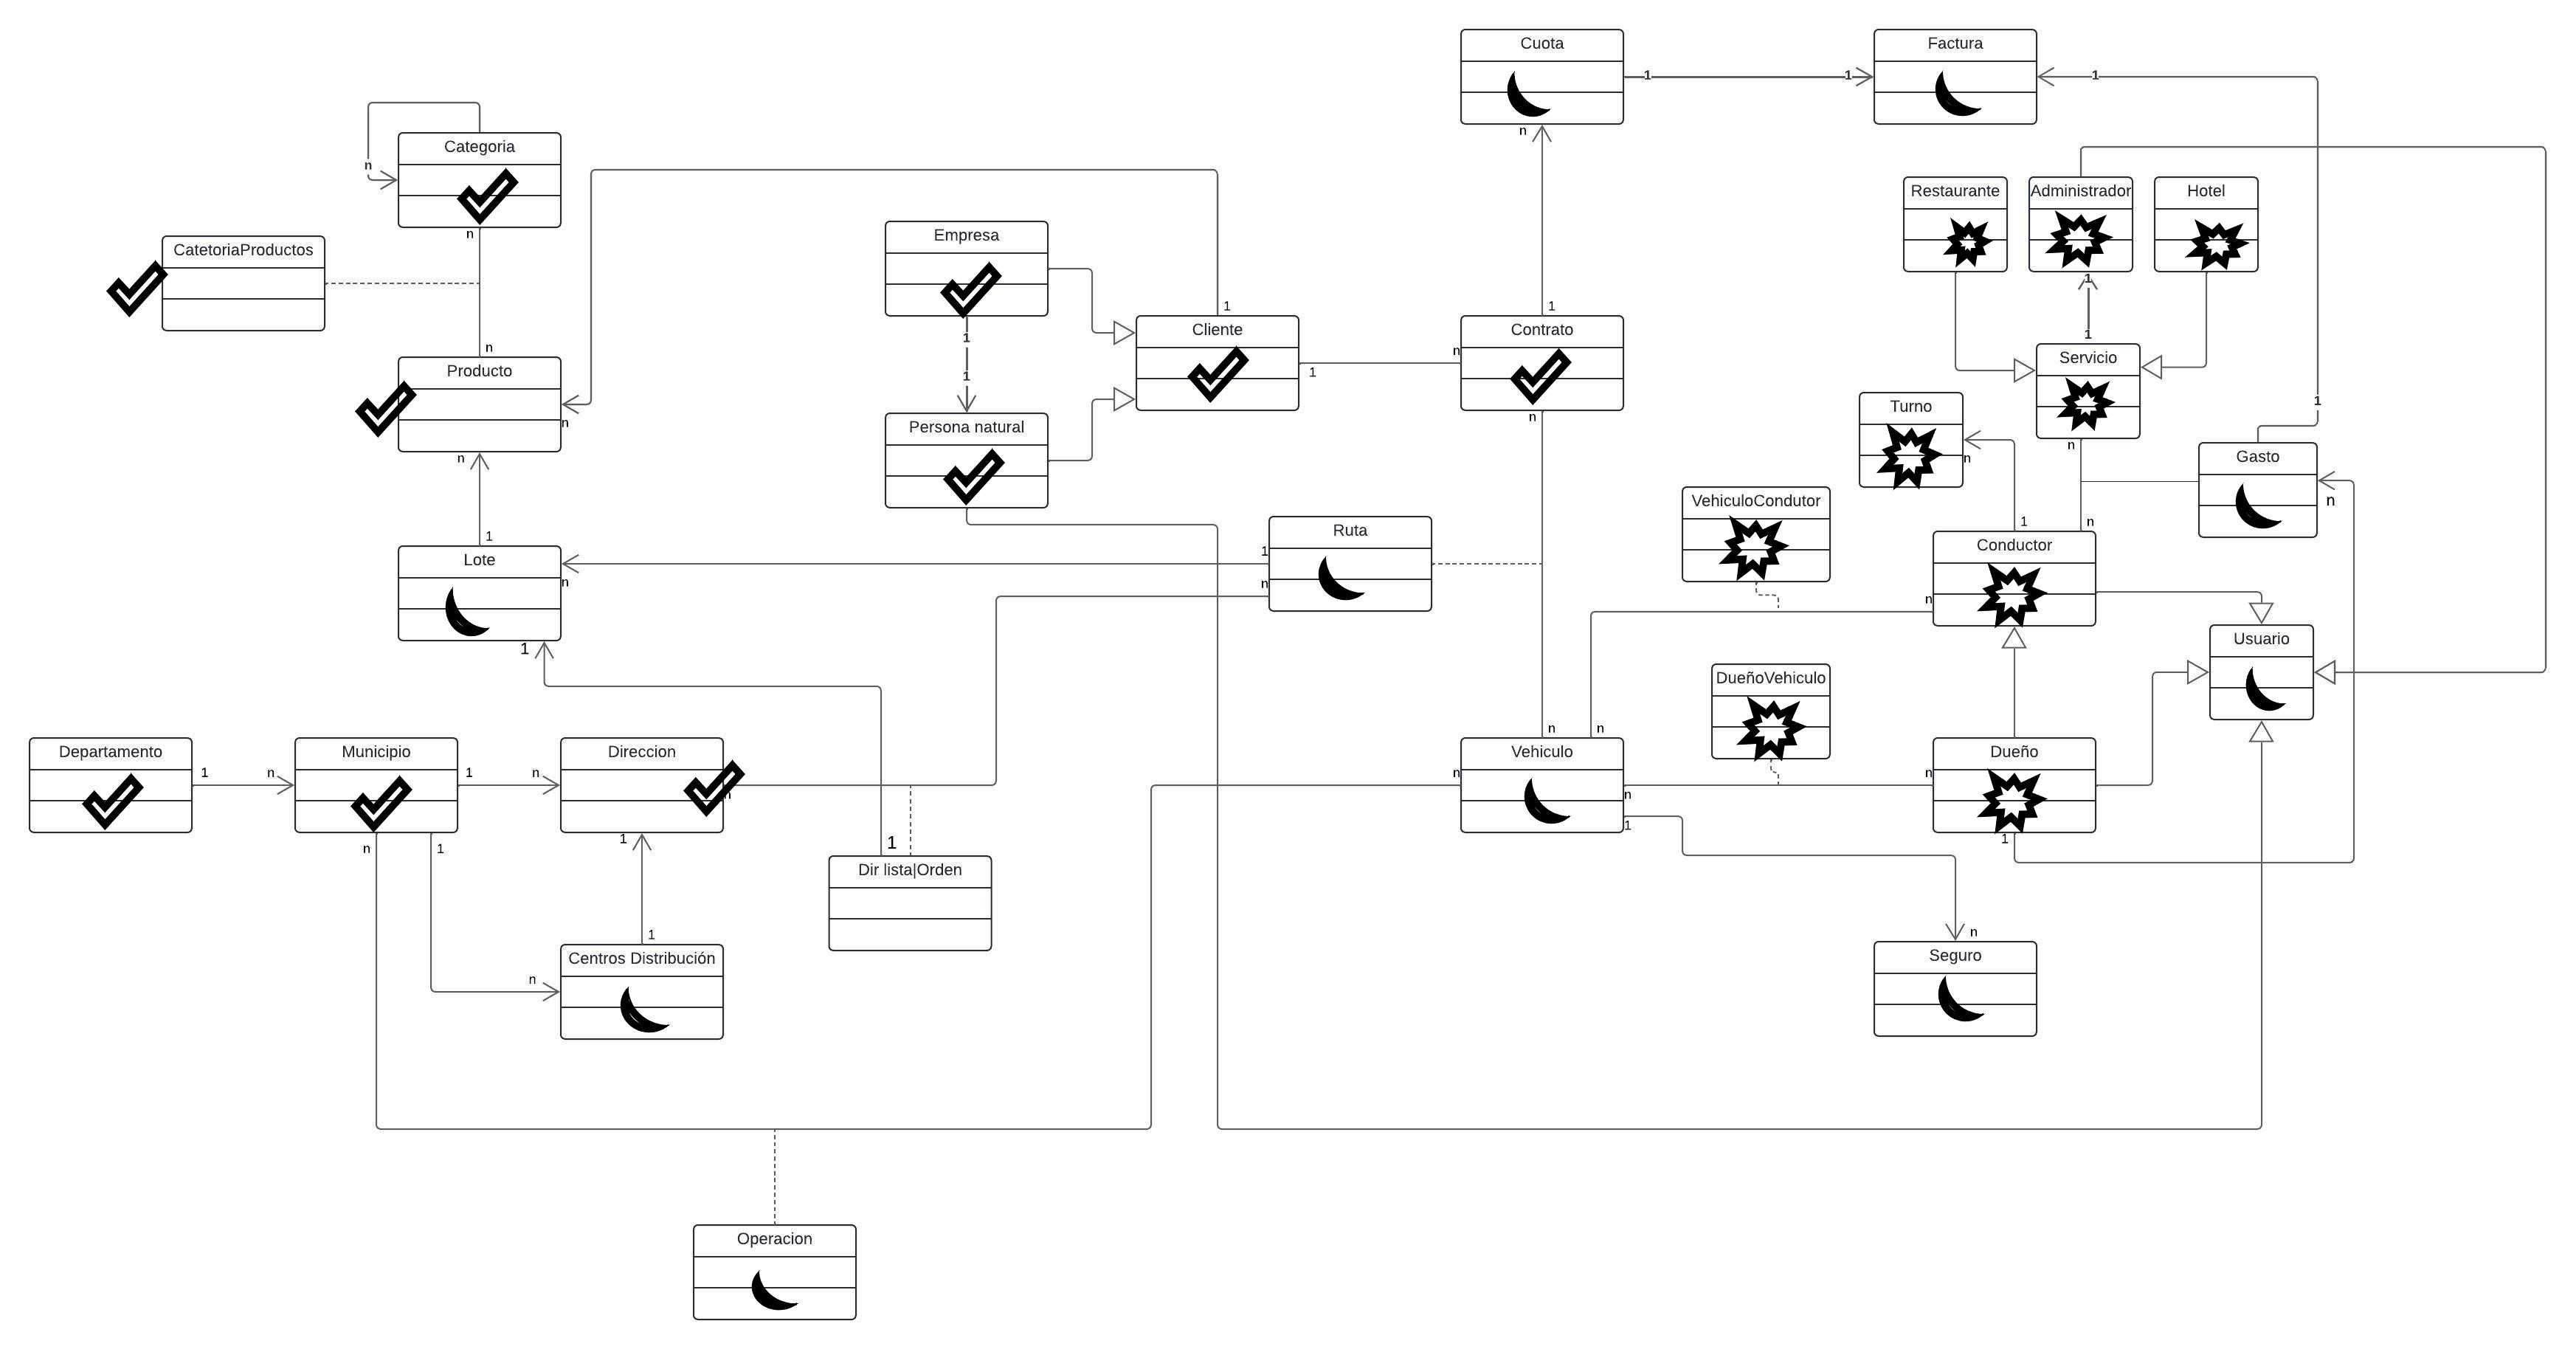 Cuota
Factura
1
1
1
n
Categoria
n
n
CatetoriaProductos
n
Producto
n
n
1
Lote
n
1
Empresa
1
1
Persona natural
1
Cliente
1
n
1
Contrato
n
Restaurante
Administrador
Hotel
1
1
Servicio
n
1
Turno
n
Gasto
n
VehiculoCondutor
Ruta
1
n
1
n
Conductor
n
Usuario
DueñoVehiculo
Departamento
1
n
Municipio
1
n
n
1
Direccion
n
1
1
Dir lista|Orden
1
n
Centros Distribución
n
n
n
Vehiculo
n
1
n
Dueño
1
n
Seguro
Operacion